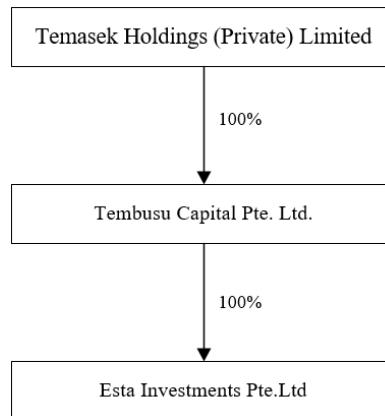 Temasek Holdings (Private) Limited
100%
Tembusu Capital Pte. Ltd.
100%
Esta Investments Pte.Ltd